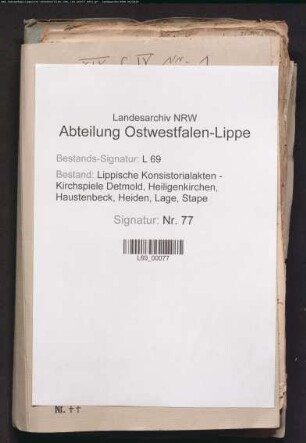 Landesarchiv NRW
Abteilung Ostwestfalen-Lippe
Bestands-Signatur: L 69
Bestand: Lippische Konsistorialakten -
Kirchspiele Detmold, Heiligenkirchen,
Haustenbeck, Heiden, Lage, Stape
Signatur: Nr. 77
L69_00077